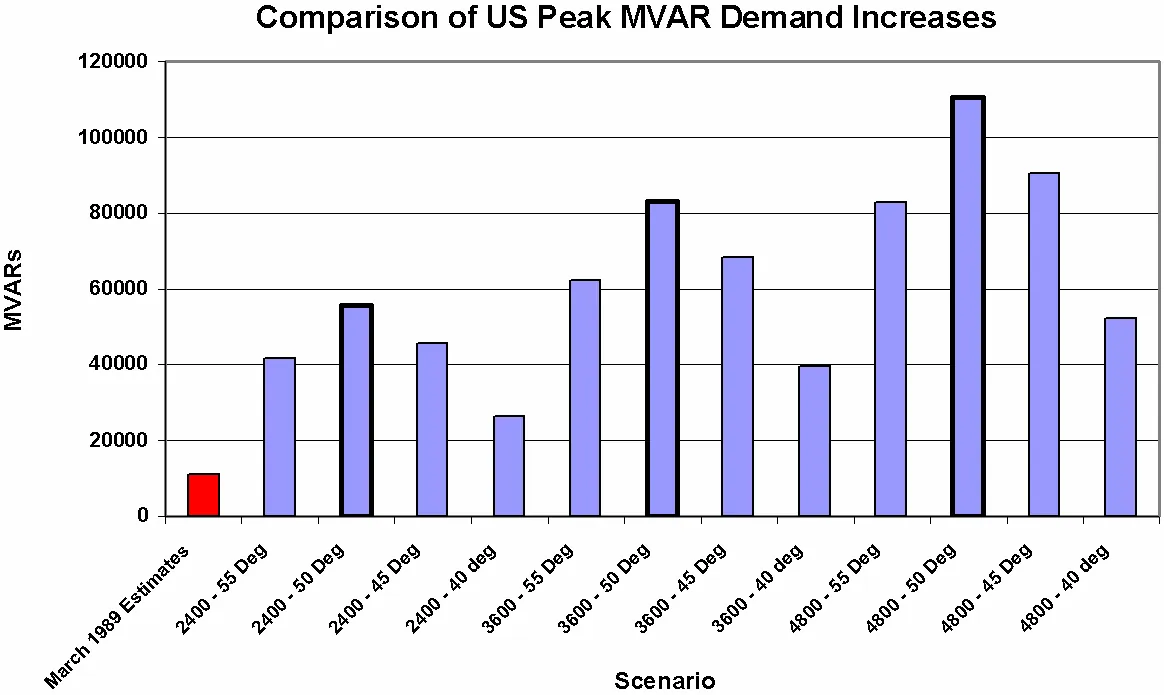 Comparison of US Peak MVAR Demand Increases
120000
100000
80000
60000
40000
20000
0
MVARs
March 1989 Estimates
2400 - 55 Deg
2400 - 50 Deg
2400 - 45 Deg
2400 - 40 deg
3600 - 55 Deg
3600 - 50 Deg
3600 - 45 Deg
3600 - 40 deg
4800 - 55 Deg
4800 - 50 Deg
4800 - 45 Deg
4800 - 40 deg
Scenario